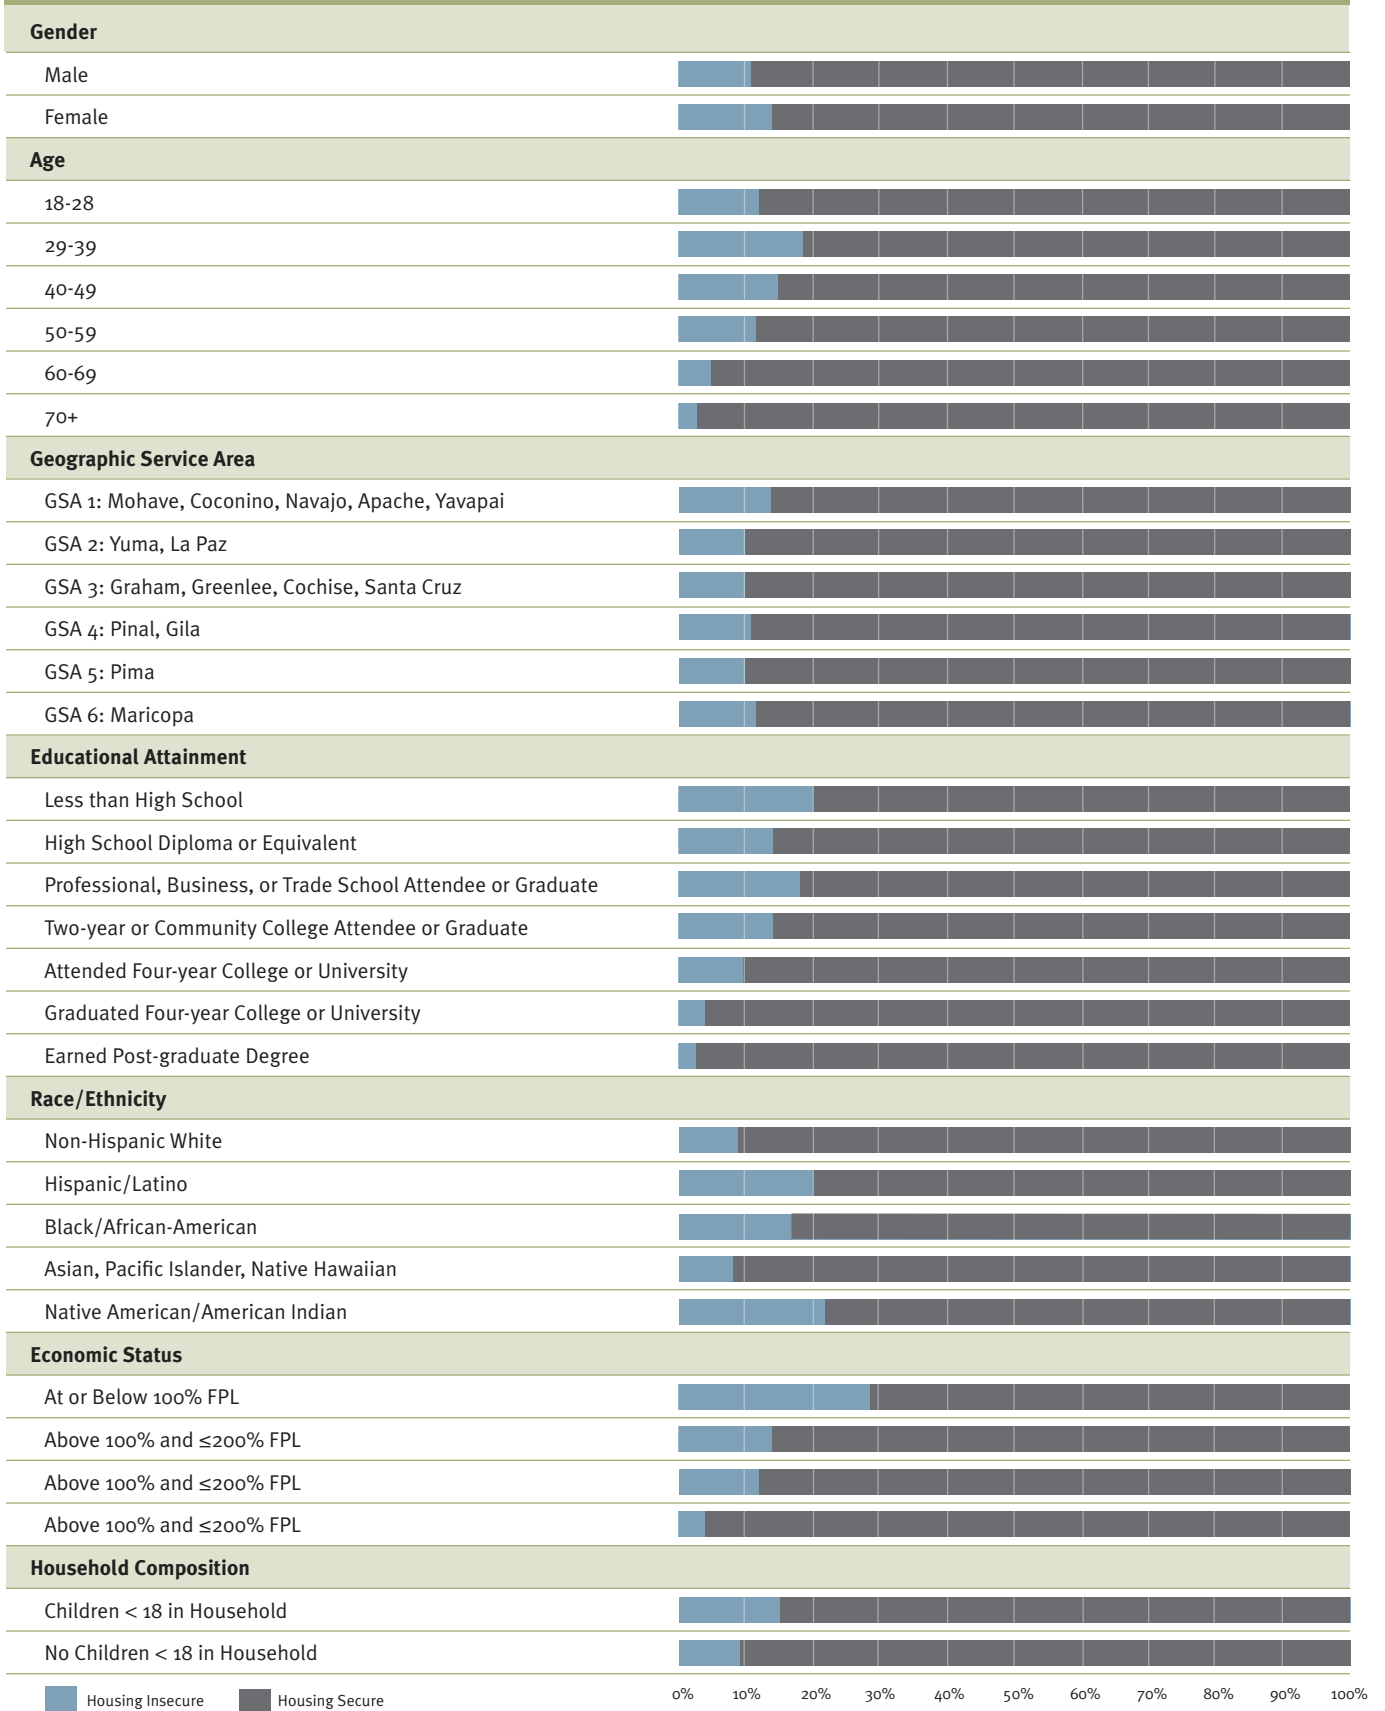 Gender
Male
Female
Age
18-28
29-39
40-49
50-59
60-69
70+
Geographic Service Area
GSA 1: Mohave, Coconino, Navajo, Apache, Yavapai
GSA 2: Yuma, La Paz
GSA 3: Graham, Greenlee, Cochise, Santa Cruz
GSA 4: Pinal, Gila
GSA 5: Pima
GSA 6: Maricopa
Educational Attainment
Less than High School
High School Diploma or Equivalent
Professional, Business, or Trade School Attendee or Graduate
Two-year or Community College Attendee or Graduate
Attended Four-year College or University
Graduated Four-year College or University
Earned Post-graduate Degree
Race/Ethnicity
Non-Hispanic White
Hispanic/Latino
Black/African-American
Asian, Pacific Islander, Native Hawaiian
Native American/American Indian
Economic Status
At or Below 100% FPL
Above 100% and ≤200% FPL
Above 100% and ≤200% FPL
Above 100% and ≤200% FPL
Household Composition
Children < 18 in Household
No Children < 18 in Household
Housing Insecure Housing Secure 0% 10% 20% 30% 40% 50% 60% 70% 80% 90% 100%